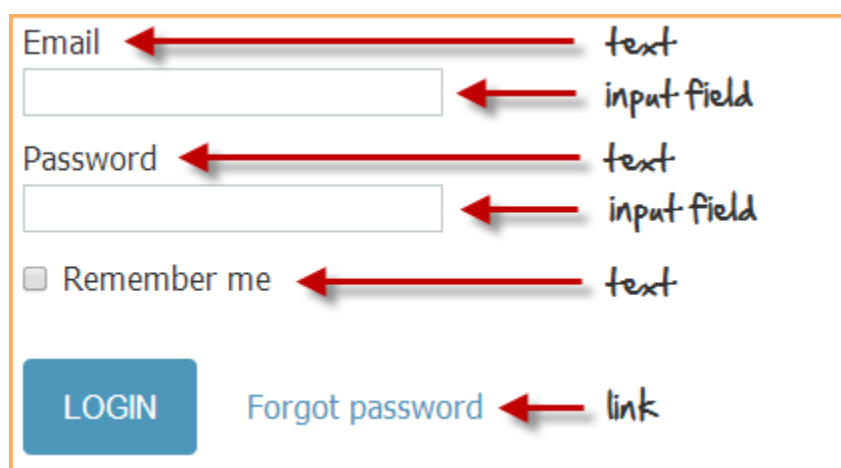 Email text
input field
Password text
input field
Remember me text
LOGIN Forgot password link